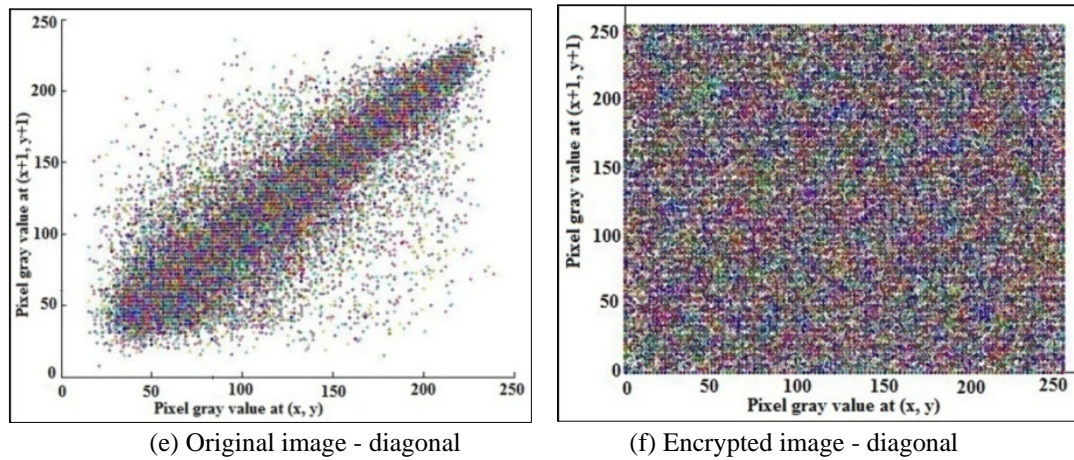 250
200
150
100
50
0
Pixel gray value at (x+1, y+1)
0 50 100 150 200 250
Pixel gray value at (x, y)
(e) Original image - diagonal
250
200
150
100
50
0
Pixel gray value at (x+1, y+1)
0 50 100 150 200 250
Pixel gray value at (x, y)
(f) Encrypted image - diagonal